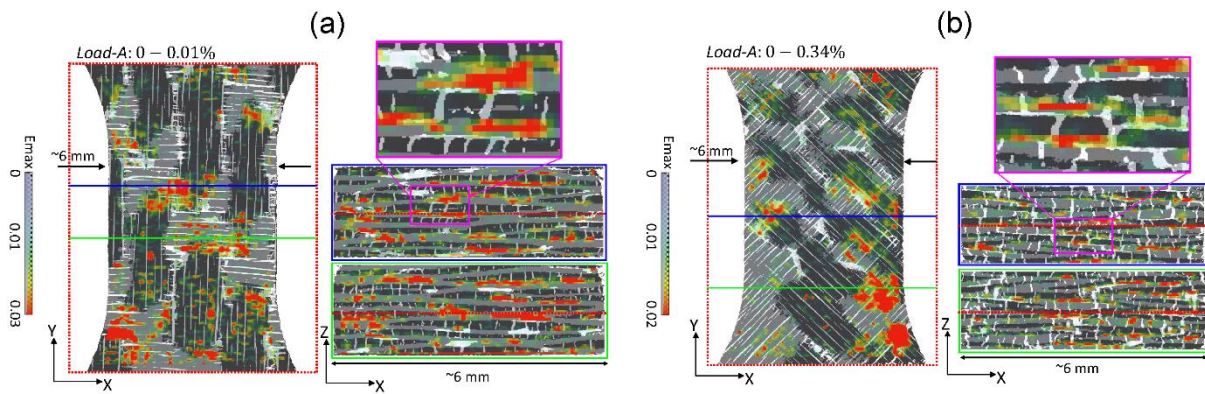 (a)
Load-A: 0 − 0.01%
Emax
0
0.01
0.03
~6 mm
Y
X
Z
X
~6 mm
(b)
Load-A: 0 − 0.34%
Emax
0
0.01
0.02
~6 mm
Y
X
Z
X
~6 mm